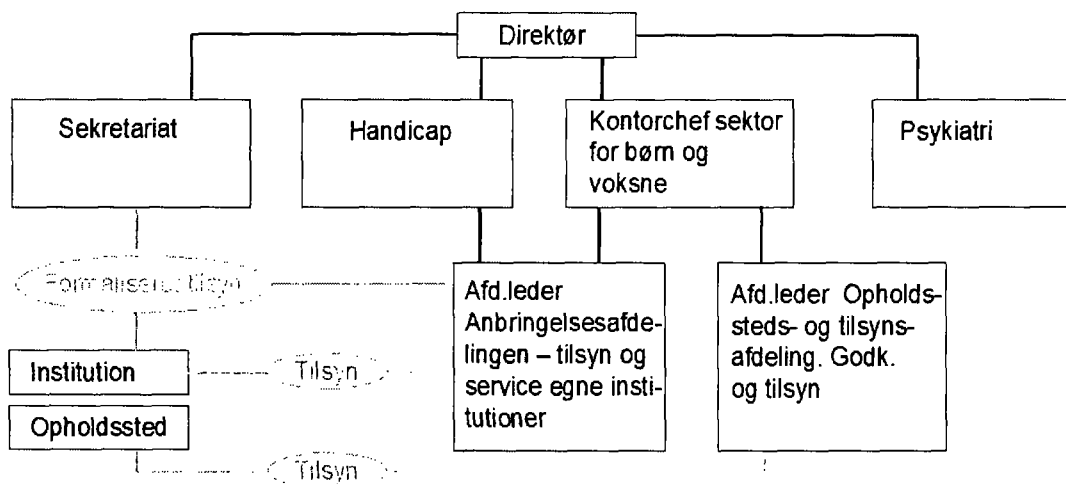 Direktør
Sekretariat
Handicap
Kontorchef sektor
for børn og
voksne
Psykiatri
Formaliseret tilsyn
Afd.leder
Anbringelsesafde-
lingen – tilsyn og
service egne insti-
tutioner
Afd.leder Opholds-
steds- og tilsyns-
afdeling. Godk.
og tilsyn
Institution
Tilsyn
Opholdssted
Tilsyn